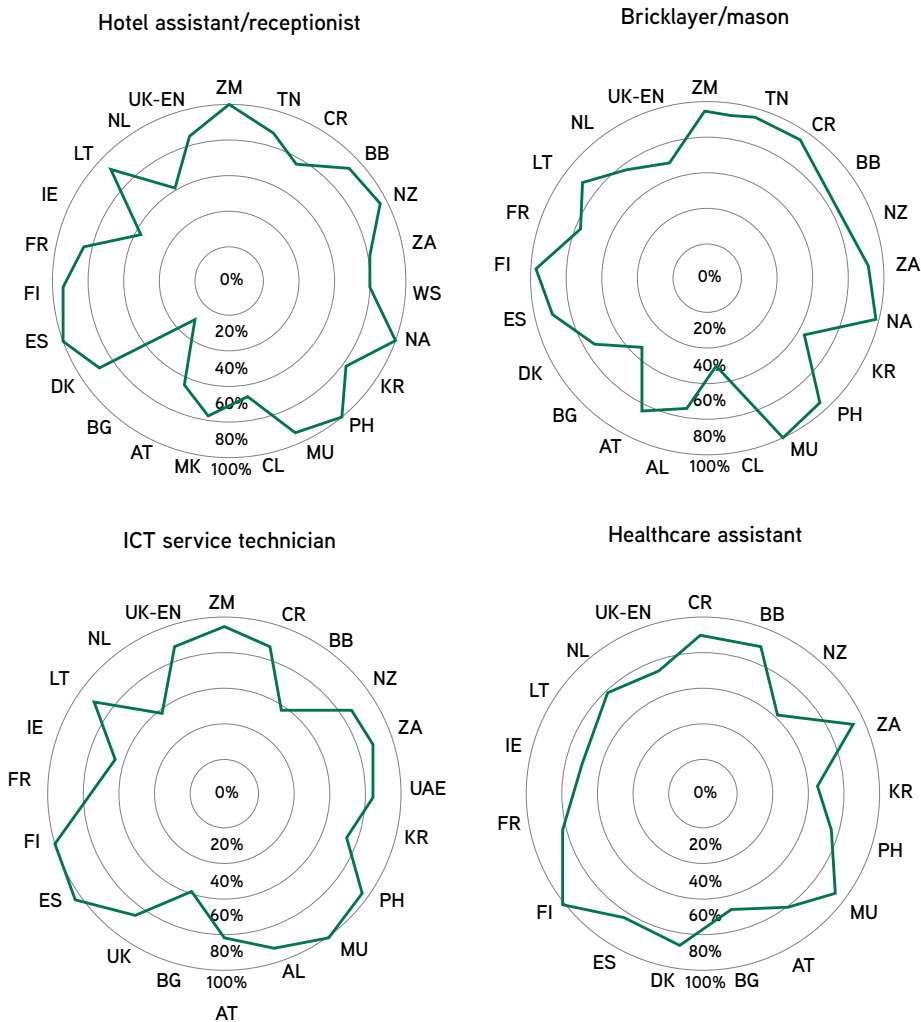 Hotel assistant/receptionist
ZM
TN
CR
BB
NZ
ZA
WS
NA
KR
PH
MU
CL
MK
AT
BG
DK
ES
FI
FR
IE
LT
NL
UK-EN
0%
20%
40%
60%
80%
100%
Bricklayer/mason
ZM
TN
CR
BB
NZ
ZA
NA
KR
PH
MU
CL
AL
AT
BG
DK
ES
FI
FR
LT
NL
UK-EN
0%
20%
40%
60%
80%
100%
ICT service technician
ZM
CR
BB
NZ
ZA
UAE
KR
PH
MU
AL
AT
BG
UK
ES
FI
FR
IE
LT
NL
UK-EN
0%
20%
40%
60%
80%
100%
Healthcare assistant
CR
BB
NZ
ZA
KR
PH
MU
AT
BG
DK
ES
FI
FR
IE
LT
NL
UK-EN
0%
20%
40%
60%
80%
100%